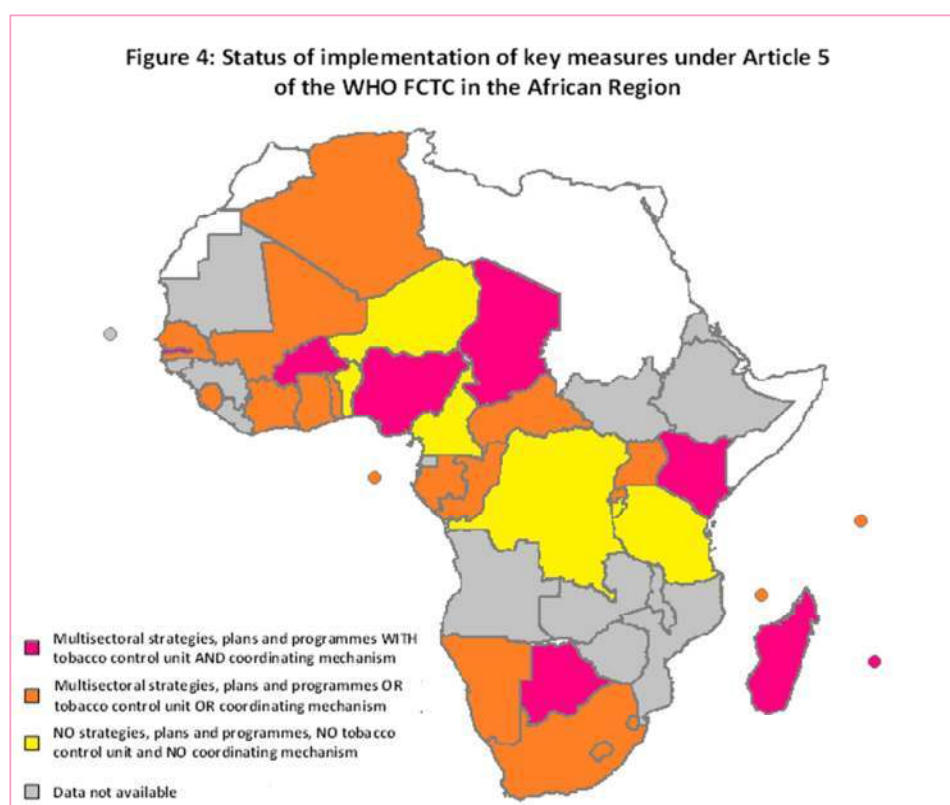 Figure 4: Status of implementation of key measures under Article 5
of the WHO FCTC in the African Region
Multisectoral strategies, plans and programmes WITH
tobacco control unit AND coordinating mechanism
Multisectoral strategies, plans and programmes OR
tobacco control unit OR coordinating mechanism
NO strategies, plans and programmes, NO tobacco
control unit and NO coordinating mechanism
Data not available